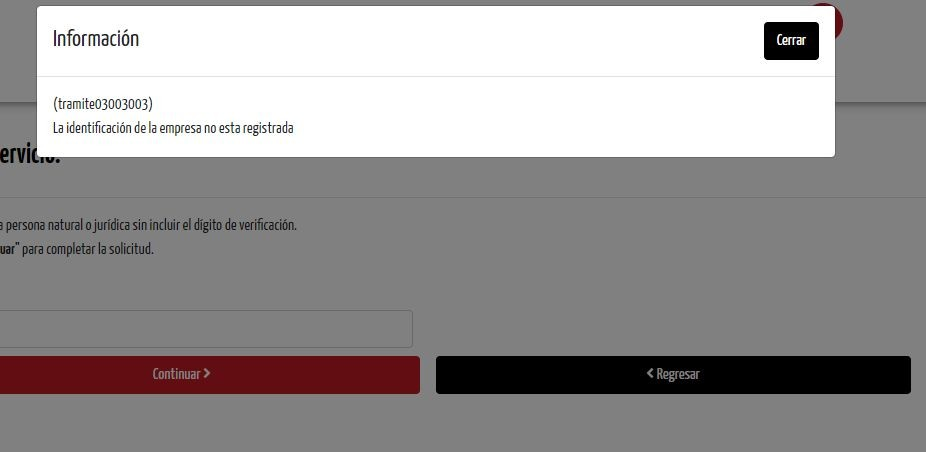 Información
Cerrar
(tramite03003003)
La identificación de la empresa no esta registrada
ervicio.
a persona natural o jurídica sin incluir el dígito de verificación.
uar" para completar la solicitud.
Continuar
Regresar